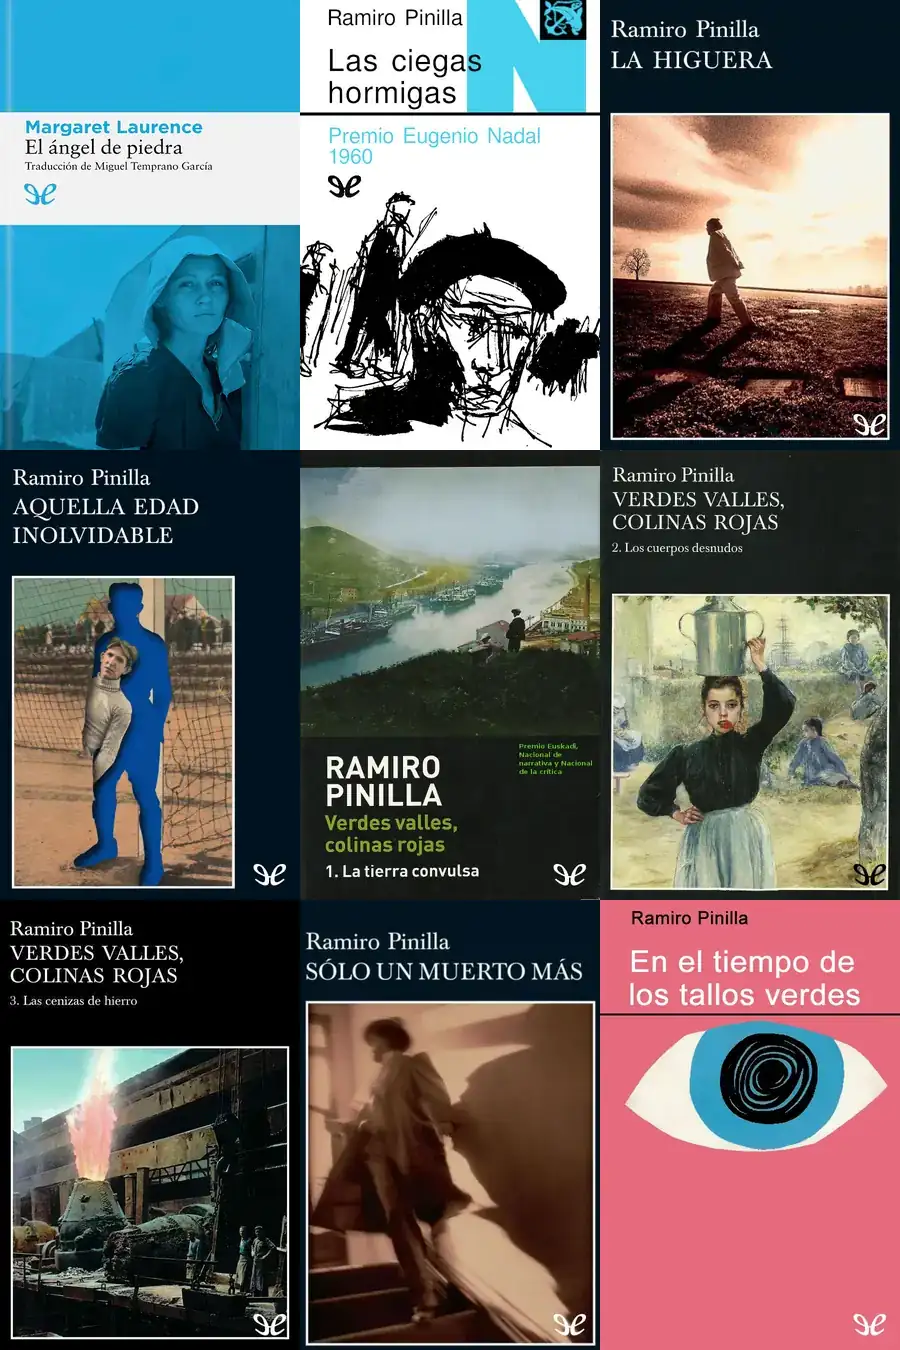 Margaret Laurence
El ángel de piedra
Traducción de Miguel Temprano García
Ramiro Pinilla
Las ciegas
hormigas
Premio Eugenio Nadal
1960
Ramiro Pinilla
LA HIGUERA
Ramiro Pinilla
AQUELLA EDAD
INOLVIDABLE
Premio Euskadi,
Nacional de
narrativa y Nacional
de la crítica
RAMIRO
PINILLA
Verdes valles,
colinas rojas
1. La tierra convulsa
Ramiro Pinilla
VERDES VALLES,
COLINAS ROJAS
2. Los cuerpos desnudos
Ramiro Pinilla
VERDES VALLES,
COLINAS ROJAS
3. Las cenizas de hierro
Ramiro Pinilla
SÓLO UN MUERTO MÁS
Ramiro Pinilla
En el tiempo de
los tallos verdes